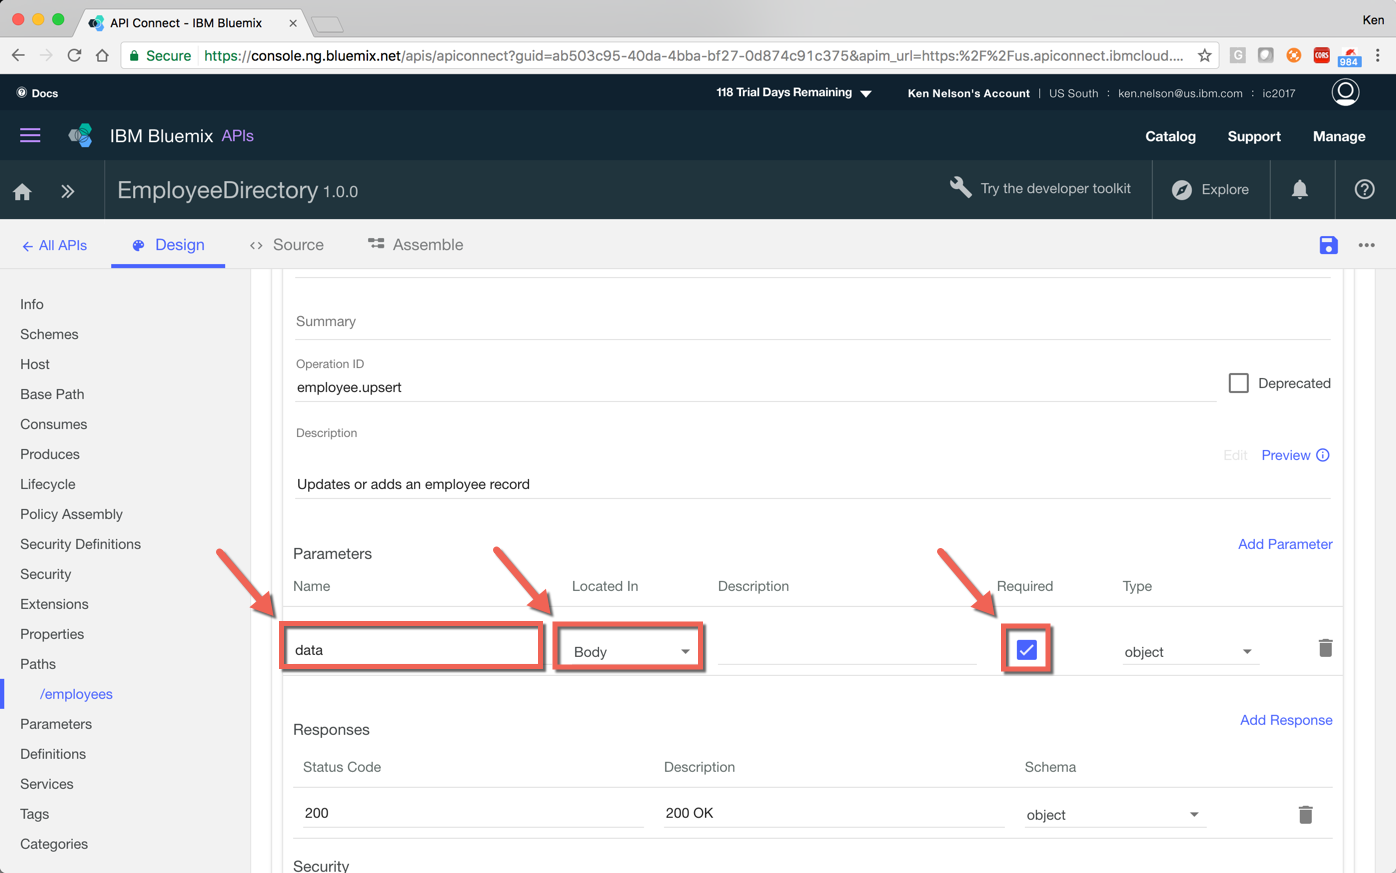 API Connect - IBM Bluemix
Ken
Secure https://console.ng.bluemix.net/apis/apiconnect?guid=ab503c95-40da-4bba-bf27-0d874c91c375&apim_url=https:%2F%2Fus.apiconnect.ibmcloud....
G
CORS
984
Docs
118 Trial Days Remaining
Ken Nelson's Account | US South : ken.nelson@us.ibm.com : ic2017
IBM Bluemix APIs
Catalog Support Manage
EmployeeDirectory 1.0.0
Try the developer toolkit
Explore
← All APIs
Design
<> Source
Assemble
Info
Schemes
Host
Base Path
Consumes
Produces
Lifecycle
Policy Assembly
Security Definitions
Security
Extensions
Properties
Paths
/employees
Parameters
Definitions
Services
Tags
Categories
Summary
Operation ID
employee.upsert
Deprecated
Description
Edit Preview
Updates or adds an employee record
Parameters
Add Parameter
Name Located In Description Required Type
data Body object
Responses
Add Response
Status Code Description Schema
200 200 OK object
Security